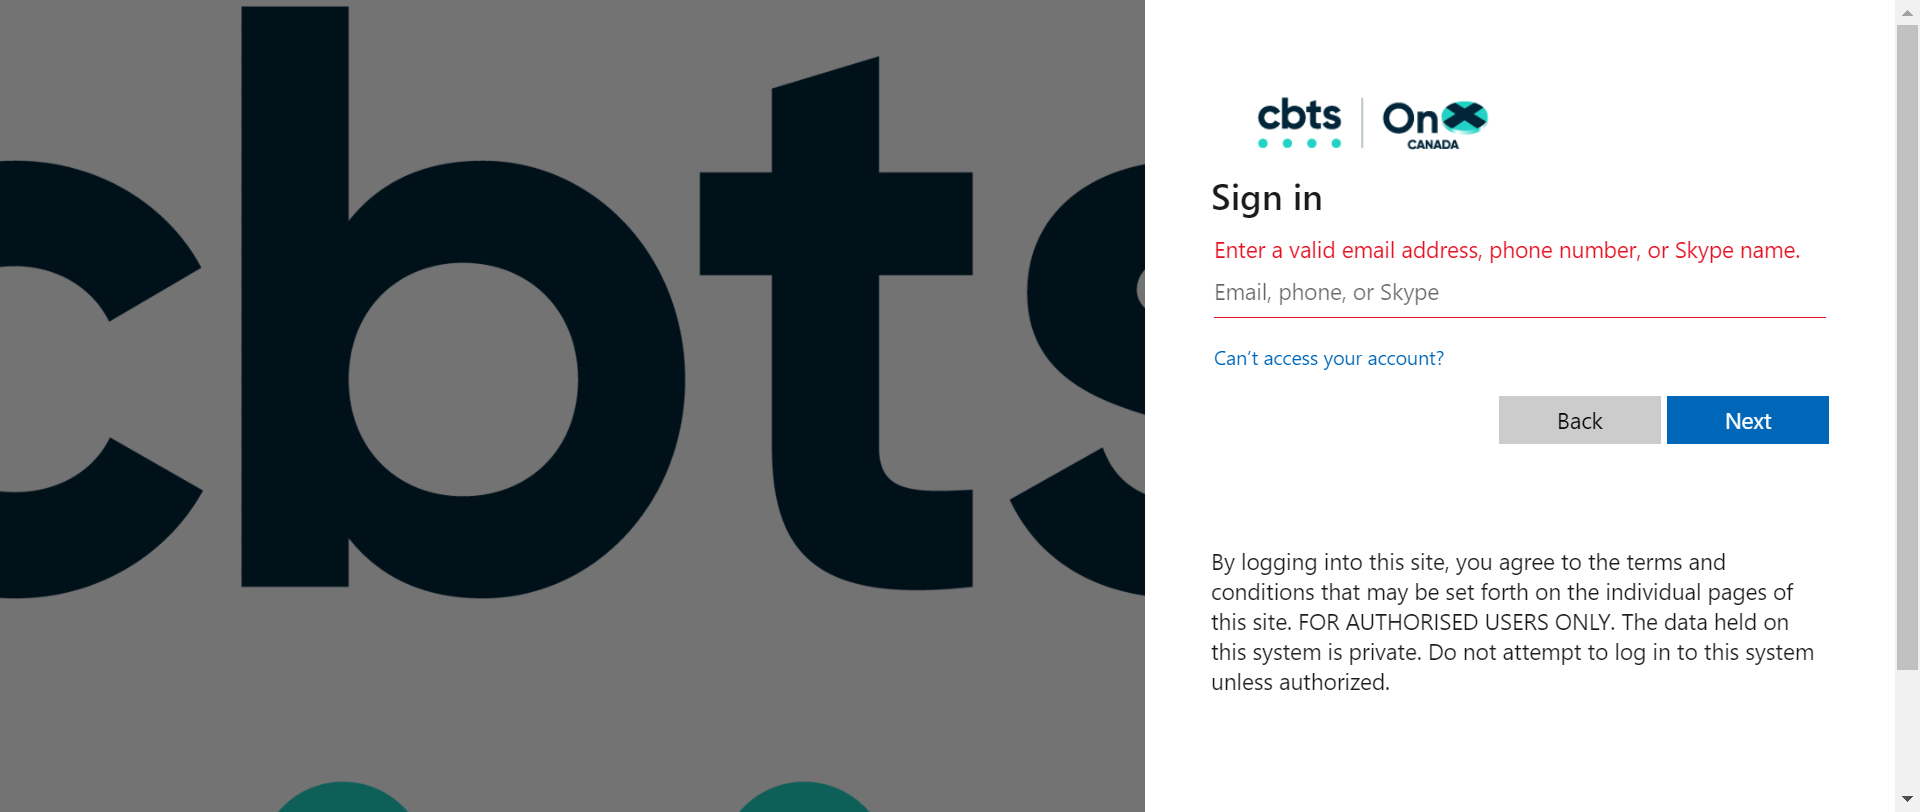 cbts
cbts
OnX
CANADA
Sign in
Enter a valid email address, phone number, or Skype name.
Email, phone, or Skype
Can’t access your account?
Back
Next
By logging into this site, you agree to the terms and
conditions that may be set forth on the individual pages of
this site. FOR AUTHORISED USERS ONLY. The data held on
this system is private. Do not attempt to log in to this system
unless authorized.